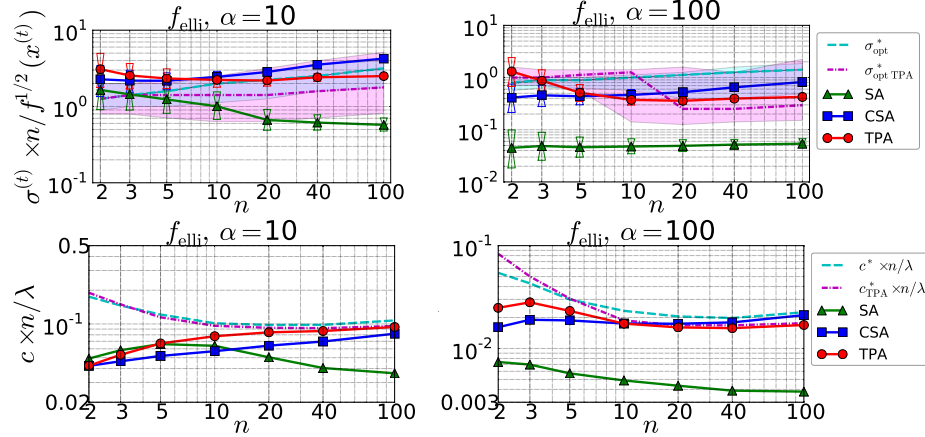 f_elli, α=10
f_elli, α=100
σ^(t) ×n/f^1/2(x^(t))
10^1
10^0
10^-1
2 3 5 10 20 40 100
n
10^1
10^0
10^-1
10^-2
2 3 5 10 20 40 100
n
σ*_opt
σ*_opt TPA
SA
CSA
TPA
f_elli, α=10
f_elli, α=100
c×n/λ
0.5
10^-1
0.02
2 3 5 10 20 40 100
n
10^-1
10^-2
0.003
2 3 5 10 20 40 100
n
c* ×n/λ
c*_TPA ×n/λ
SA
CSA
TPA